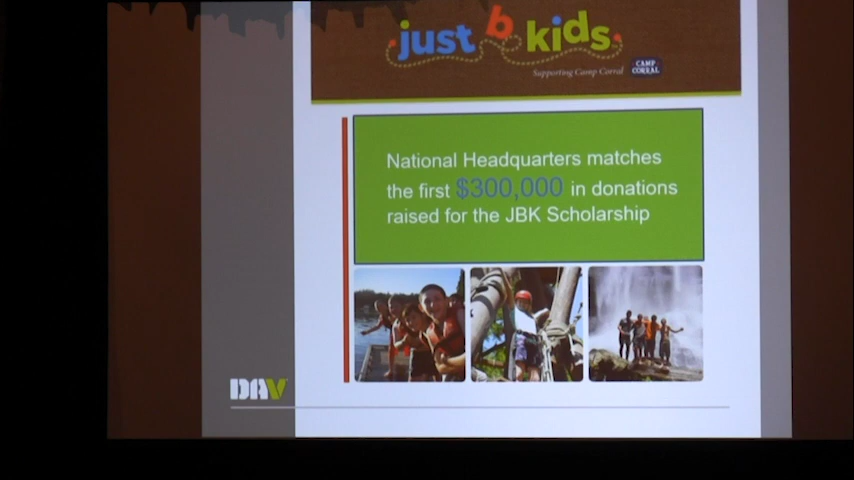 just b kids
Supporting Camp Corral
CAMP
CORRAL
National Headquarters matches
the first $300,000 in donations
raised for the JBK Scholarship
DAV